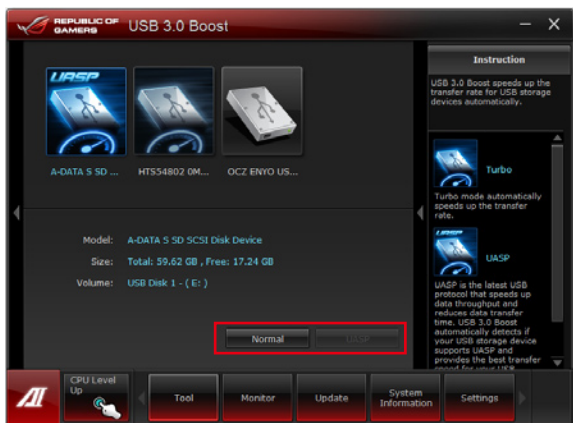 REPUBLIC OF
GAMERS
USB 3.0 Boost
UASP
A-DATA S SD ...
HTS54802 0M...
OCZ ENYO US...
Model: A-DATA S SD SCSI Disk Device
Size: Total: 59.62 GB , Free: 17.24 GB
Volume: USB Disk 1 - ( E: )
Normal
UASP
Instruction
USB 3.0 Boost speeds up the
transfer rate for USB storage
devices automatically.
Turbo
Turbo mode automatically
speeds up the transfer
rate.
UASP
UASP
UASP is the latest USB
protocol that speeds up
data throughput and
reduces data transfer
time. USB 3.0 Boost
automatically detects if
your USB storage device
supports UASP and
provides the best transfer
speed for your USB
AI
CPU Level
Up
Tool
Monitor
Update
System
Information
Settings